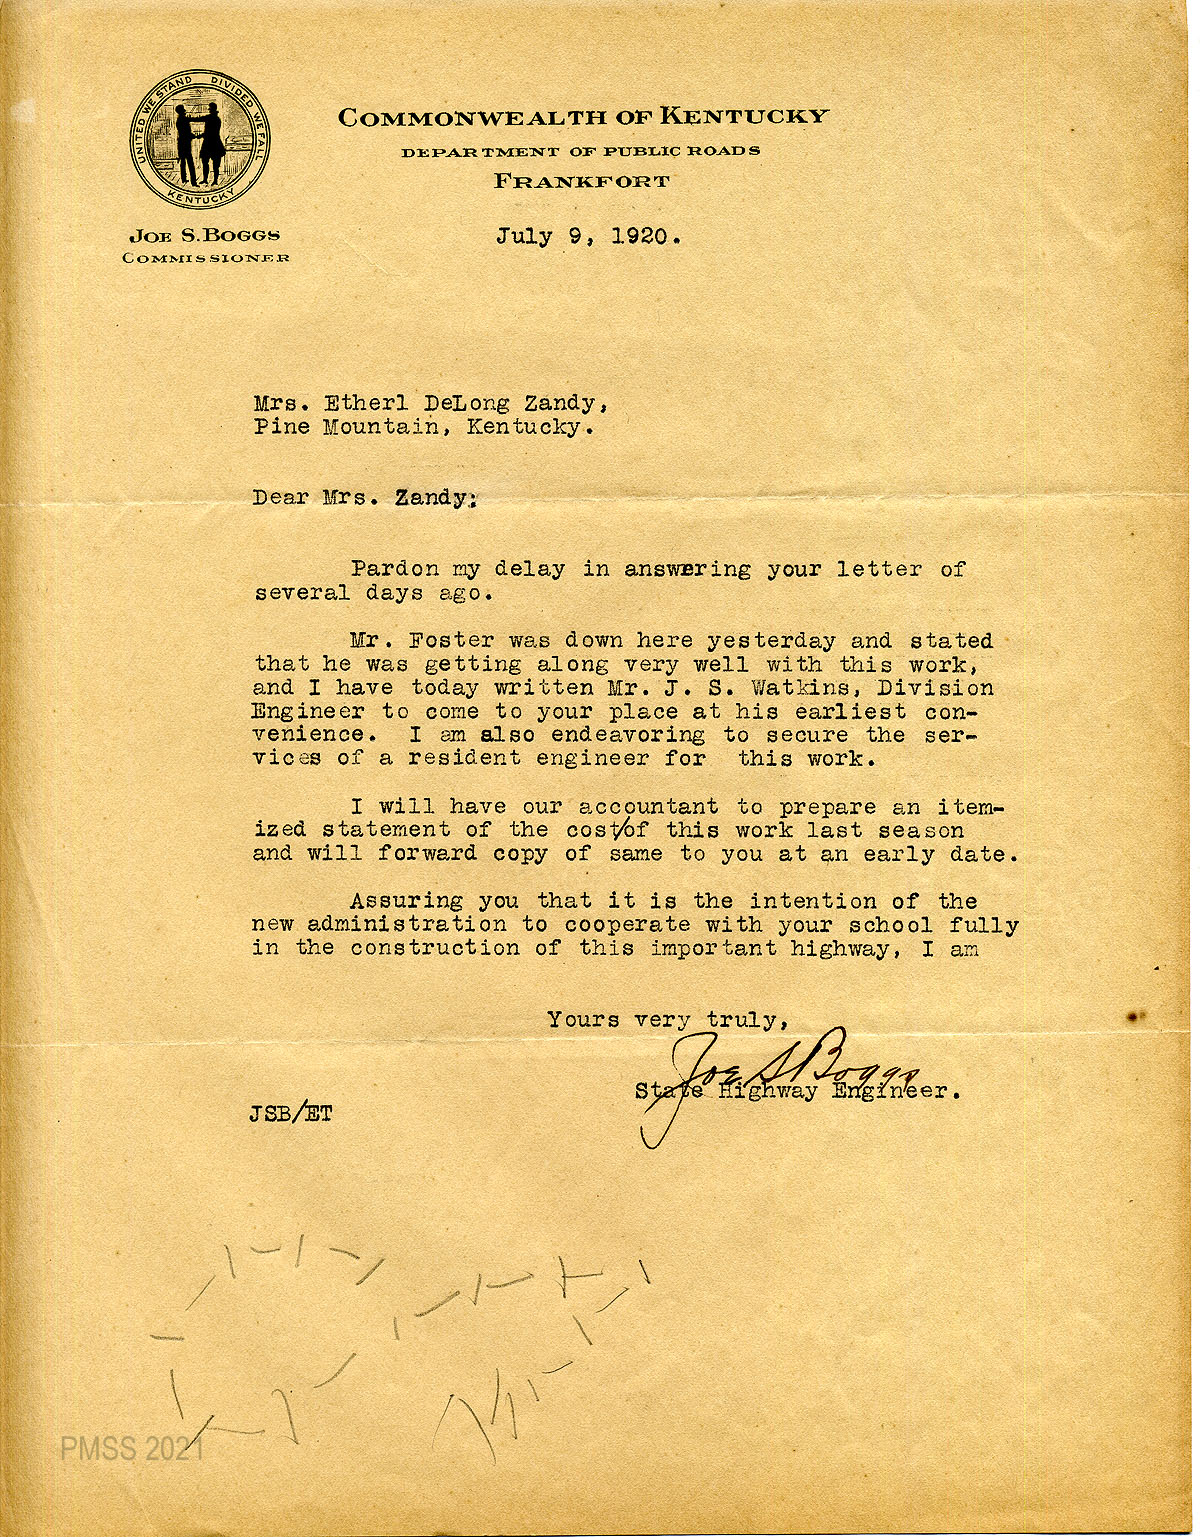 UNITED WE STAND DIVIDED WE FALL
KENTUCKY
JOE S. BOGGS
COMMISSIONER
COMMONWEALTH OF KENTUCKY
DEPARTMENT OF PUBLIC ROADS
FRANKFORT
July 9, 1920.
Mrs. Etherl DeLong Zandy,
Pine Mountain, Kentucky.
Dear Mrs. Zandy;
Pardon my delay in answering your letter of
several days ago.
Mr. Foster was down here yesterday and stated
that he was getting along very well with this work,
and I have today written Mr. J. S. Watkins, Division
Engineer to come to your place at his earliest con-
venience. I am also endeavoring to secure the ser-
vices of a resident engineer for this work.
I will have our accountant to prepare an item-
ized statement of the cost/of this work last season
and will forward copy of same to you at an early date.
Assuring you that it is the intention of the
new administration to cooperate with your school fully
in the construction of this important highway, I am
Yours very truly,
Joe S Boggs
State Highway Engineer.
JSB/ET
PMSS 2021